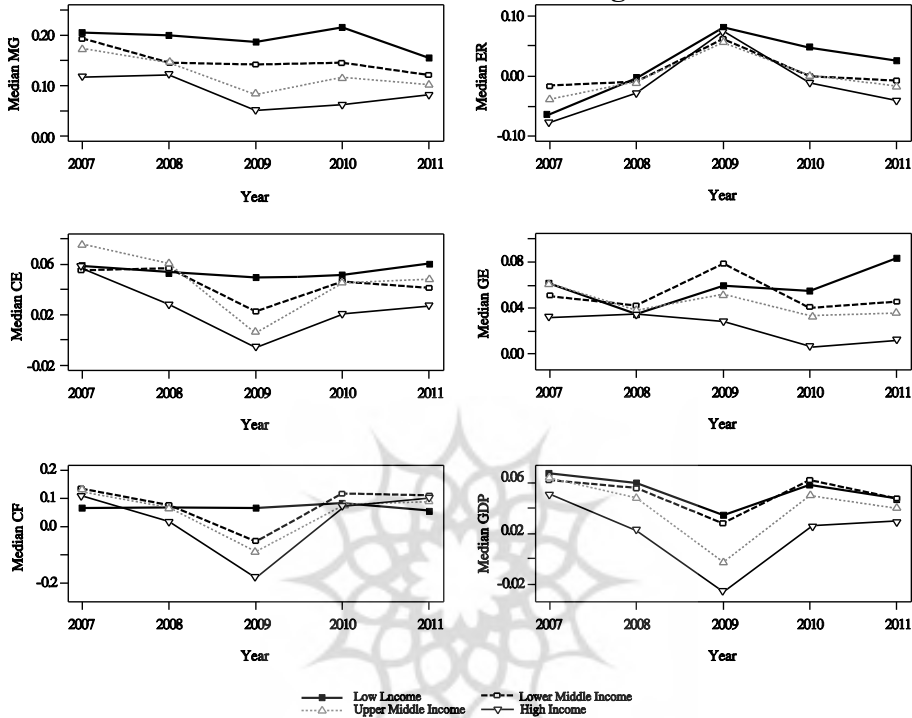 Median MG
0.20
0.10
0.00
2007 2008 2009 2010 2011
Year
Median ER
0.10
0.00
-0.10
2007 2008 2009 2010 2011
Year
Median CE
0.06
0.02
-0.02
2007 2008 2009 2010 2011
Year
Median GE
0.08
0.04
0.00
2007 2008 2009 2010 2011
Year
Median CF
0.2
0.1
0.0
-0.2
2007 2008 2009 2010 2011
Year
Median GDP
0.06
0.02
-0.02
2007 2008 2009 2010 2011
Year
Low Lncome Lower Middle Income
Upper Middle Income High Income